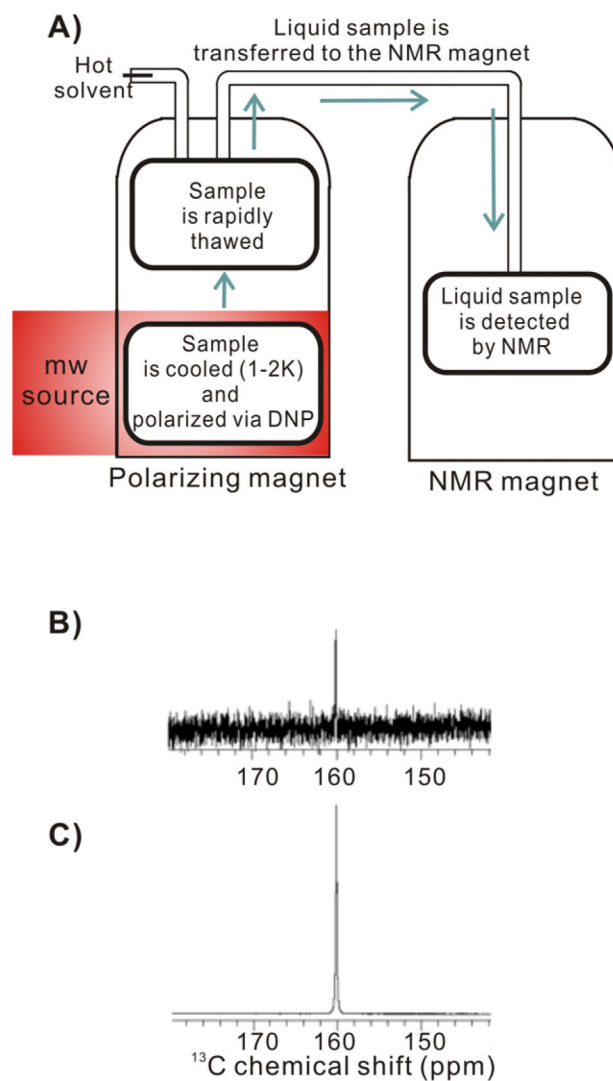 A)
Liquid sample is
transferred to the NMR magnet
Hot
solvent
Sample
is rapidly
thawed
Liquid sample
is detected
by NMR
mw
source
Sample
is cooled (1-2K)
and
polarized via DNP
Polarizing magnet
NMR magnet
B)
170 160 150
C)
170 160 150
¹³C chemical shift (ppm)